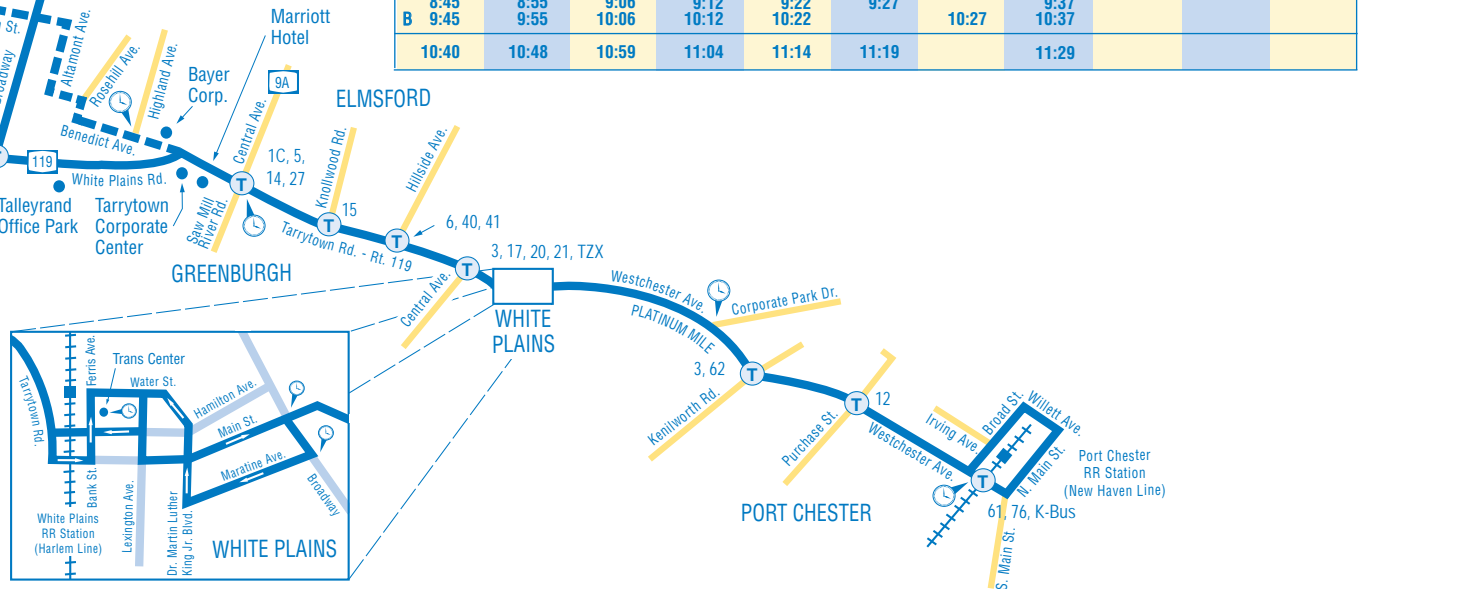 8:45 8:55 9:06 9:12 9:22 9:27 9:37
B 9:45 9:55 10:06 10:12 10:22 10:27 10:37
10:40 10:48 10:59 11:04 11:14 11:19 11:29
Marriott
Hotel
St.
Altamont Ave.
Broadway
Rosehill Ave.
Highland Ave.
Bayer
Corp.
9A
ELMSFORD
Central Ave.
Benedict Ave.
119
White Plains Rd.
Talleyrand
Office Park
Tarrytown
Corporate
Center
Saw Mill
River Rd.
T
1C, 5,
14, 27
Knollwood Rd.
T
15
Hillside Ave.
T
6, 40, 41
Tarrytown Rd. - Rt. 119
GREENBURGH
T
3, 17, 20, 21, TZX
Central Ave.
WHITE
PLAINS
Westchester Ave.
PLATINUM MILE
Corporate Park Dr.
3, 62
T
Kenilworth Rd.
T
12
Purchase St.
Westchester Ave.
Irving Ave.
Broad St.
Willett Ave.
N. Main St.
T
Port Chester
RR Station
(New Haven Line)
61, 76, K-Bus
S. Main St.
PORT CHESTER
Tarrytown Rd.
Ferris Ave.
Trans Center
Water St.
Hamilton Ave.
Main St.
Maratine Ave.
Broadway
Bank St.
Lexington Ave.
Dr. Martin Luther
King Jr. Blvd.
White Plains
RR Station
(Harlem Line)
WHITE PLAINS